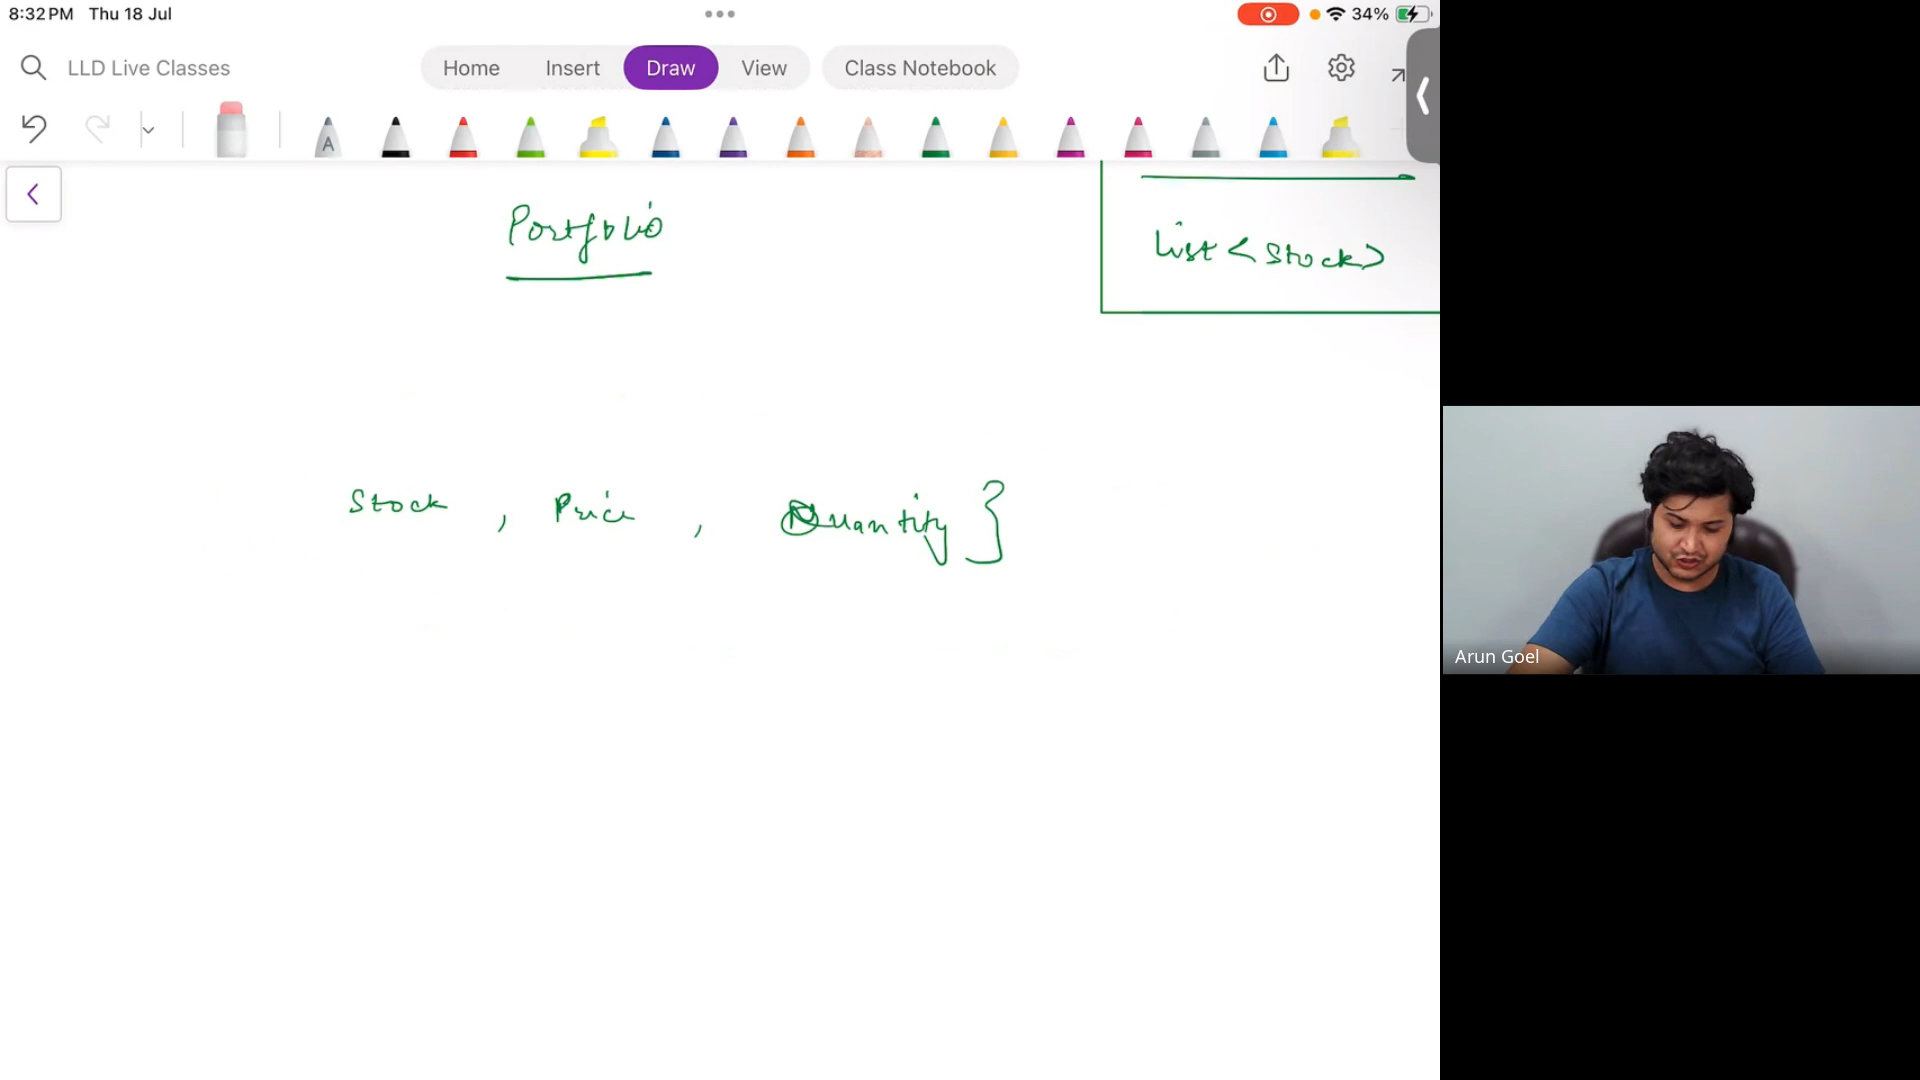 8:32 PM Thu 18 Jul
34%
LLD Live Classes
Home Insert Draw View Class Notebook
A
Portfolio
List<Stock>
Stock , Price , Quantity }
Arun Goel